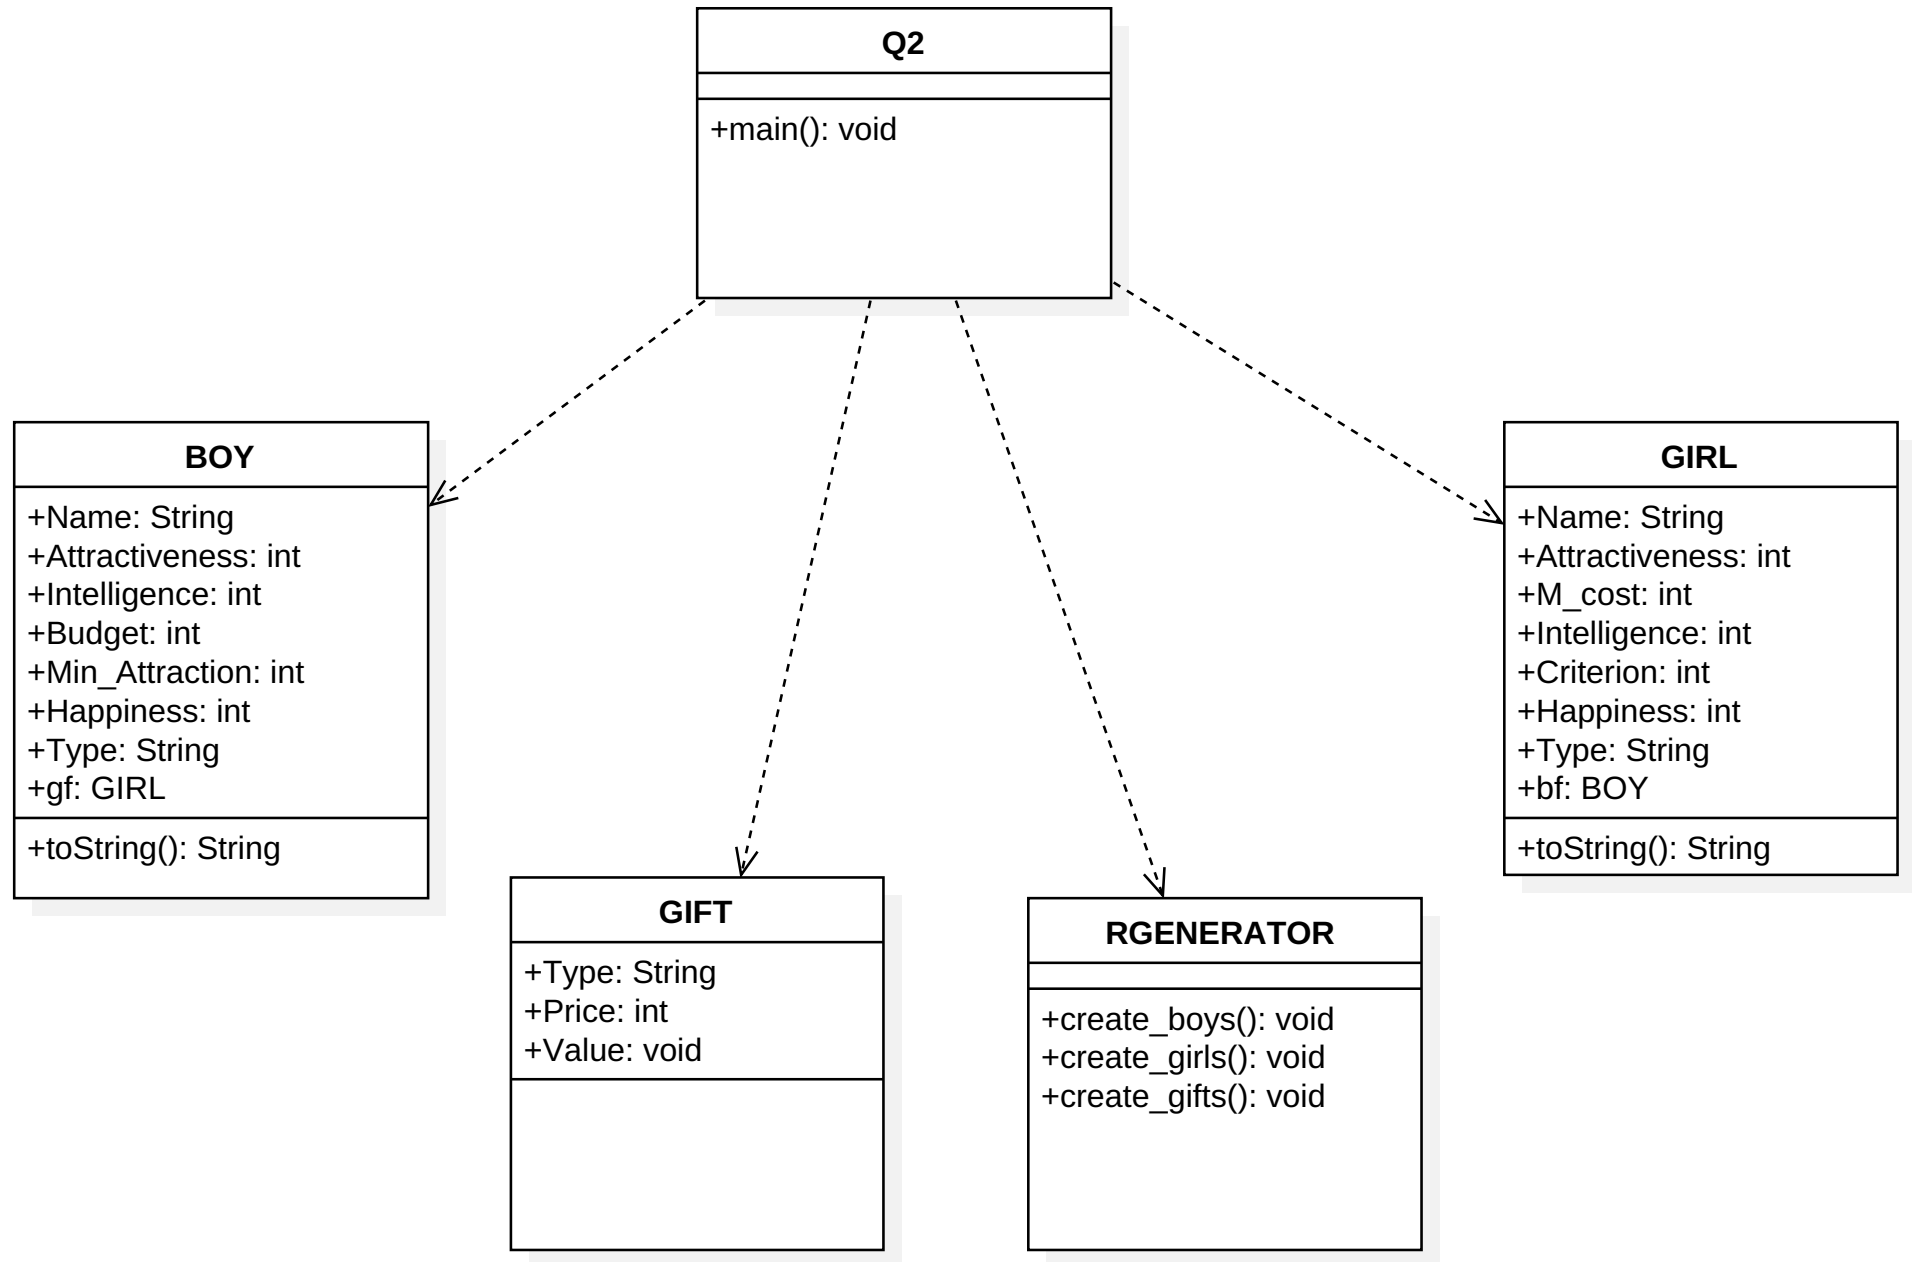 Q2
+main(): void
BOY
+Name: String
+Attractiveness: int
+Intelligence: int
+Budget: int
+Min_Attraction: int
+Happiness: int
+Type: String
+gf: GIRL
+toString(): String
GIRL
+Name: String
+Attractiveness: int
+M_cost: int
+Intelligence: int
+Criterion: int
+Happiness: int
+Type: String
+bf: BOY
+toString(): String
GIFT
+Type: String
+Price: int
+Value: void
RGENERATOR
+create_boys(): void
+create_girls(): void
+create_gifts(): void